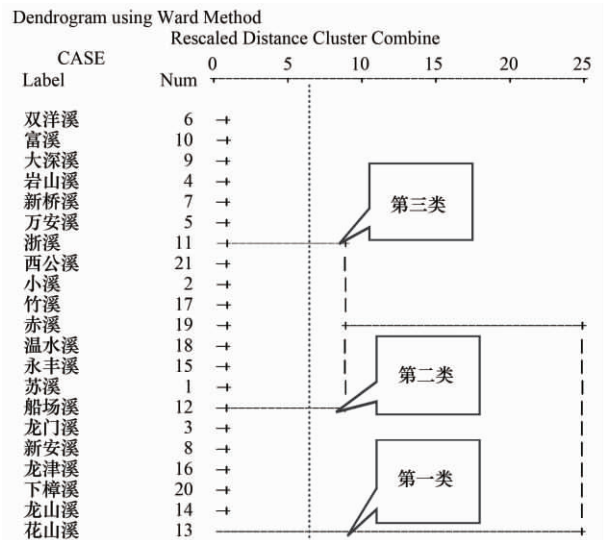 Dendrogram using Ward Method
Rescaled Distance Cluster Combine
CASE 0 5 10 15 20 25
Label Num
双洋溪 6
富溪 10
大深溪 9
岩山溪 4
新桥溪 7
万安溪 5
第三类
浙溪 11
西公溪 21
小溪 2
竹溪 17
赤溪 19
温水溪 18
永丰溪 15
第二类
苏溪 1
船场溪 12
龙门溪 3
新安溪 8
龙津溪 16
第一类
下樟溪 20
龙山溪 14
花山溪 13